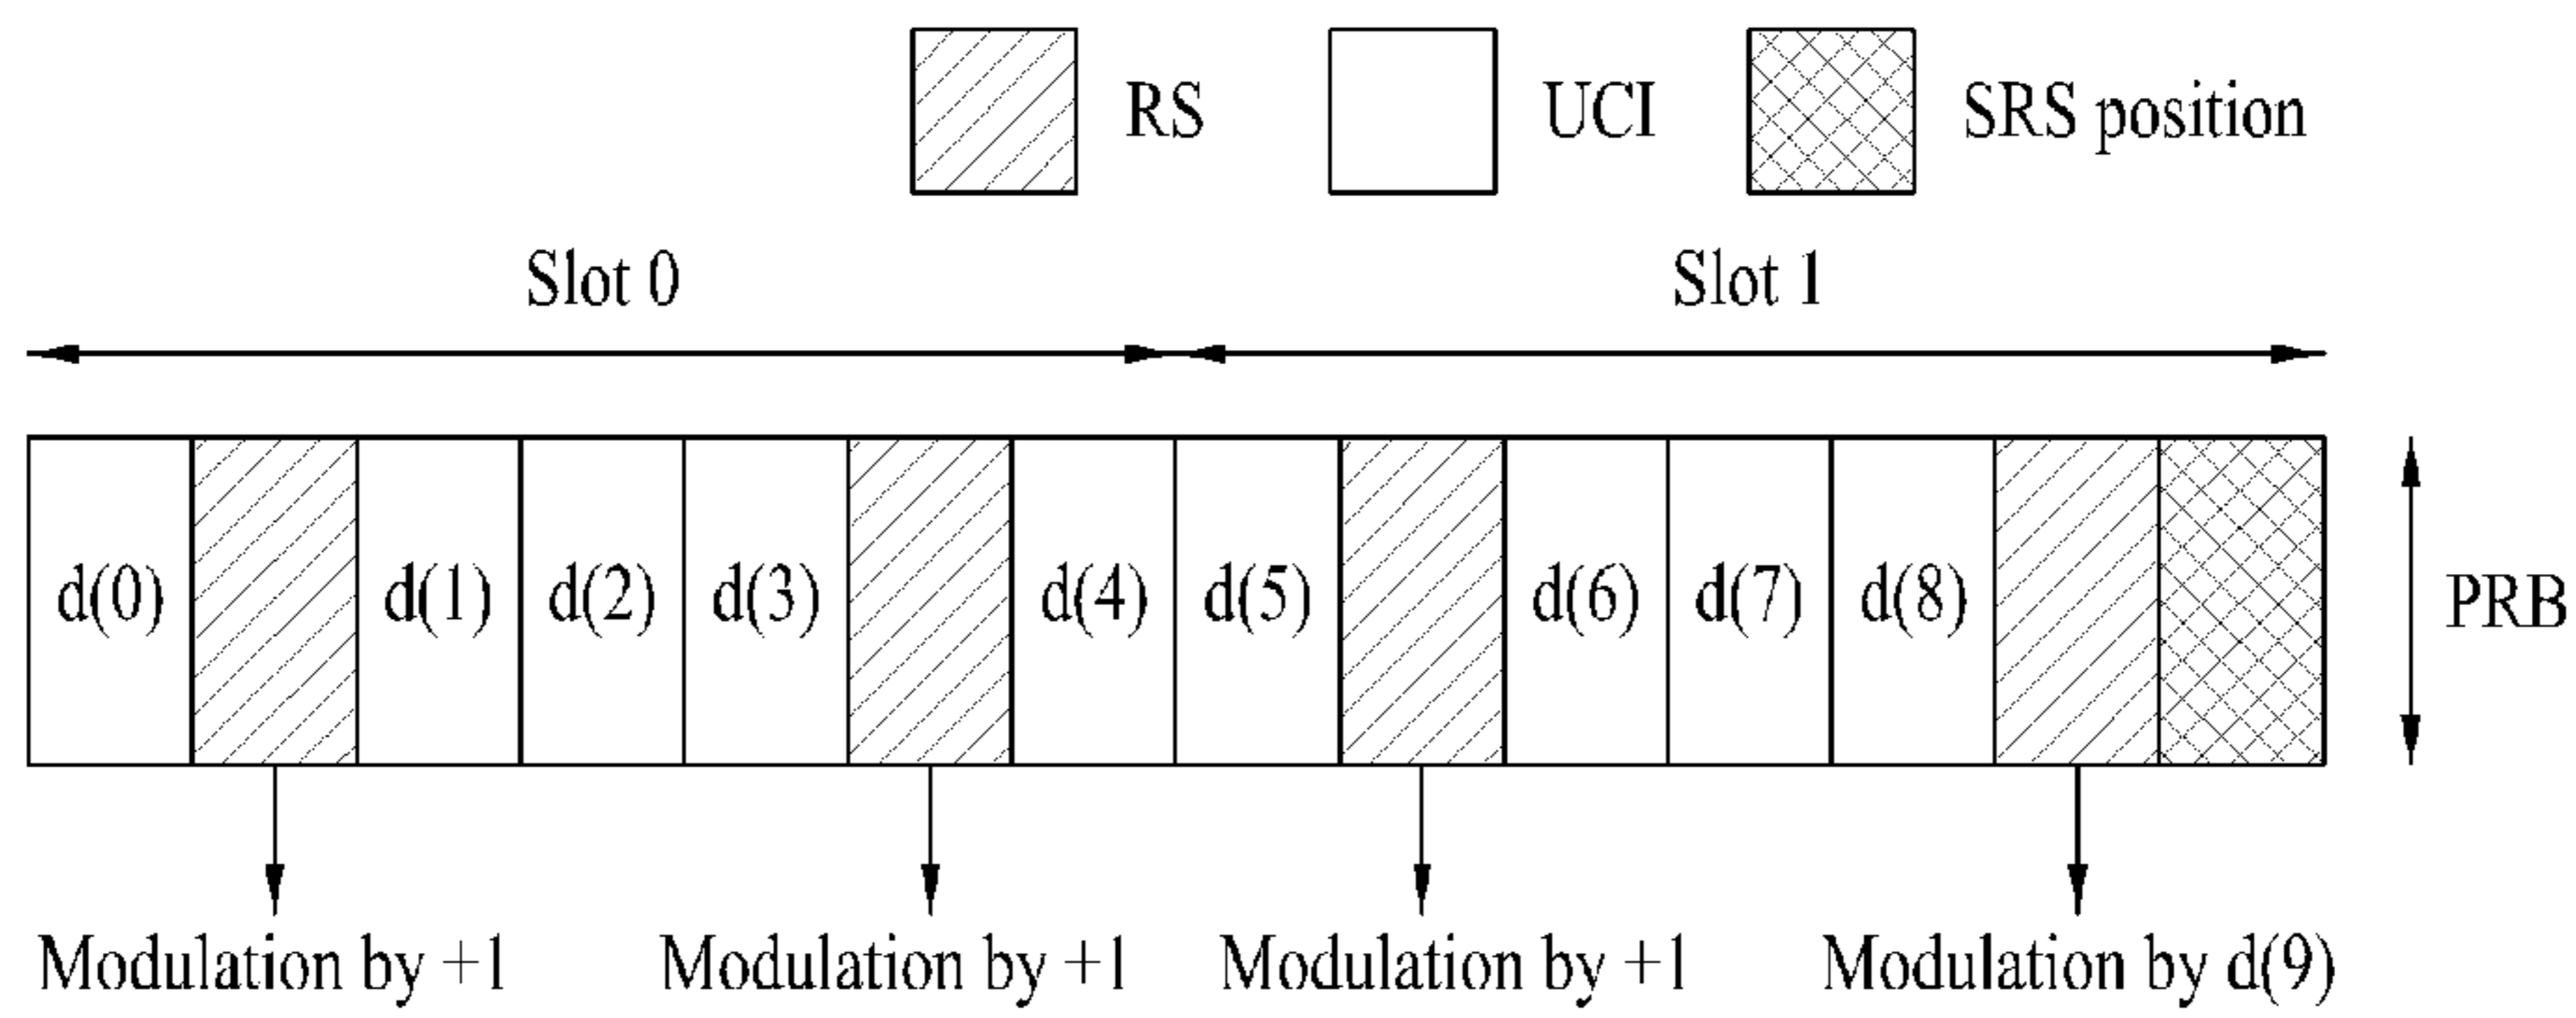 RS UCI SRS position
Slot 0 Slot 1
d(0) d(1) d(2) d(3) d(4) d(5) d(6) d(7) d(8) PRB
Modulation by +1 Modulation by +1 Modulation by +1 Modulation by d(9)